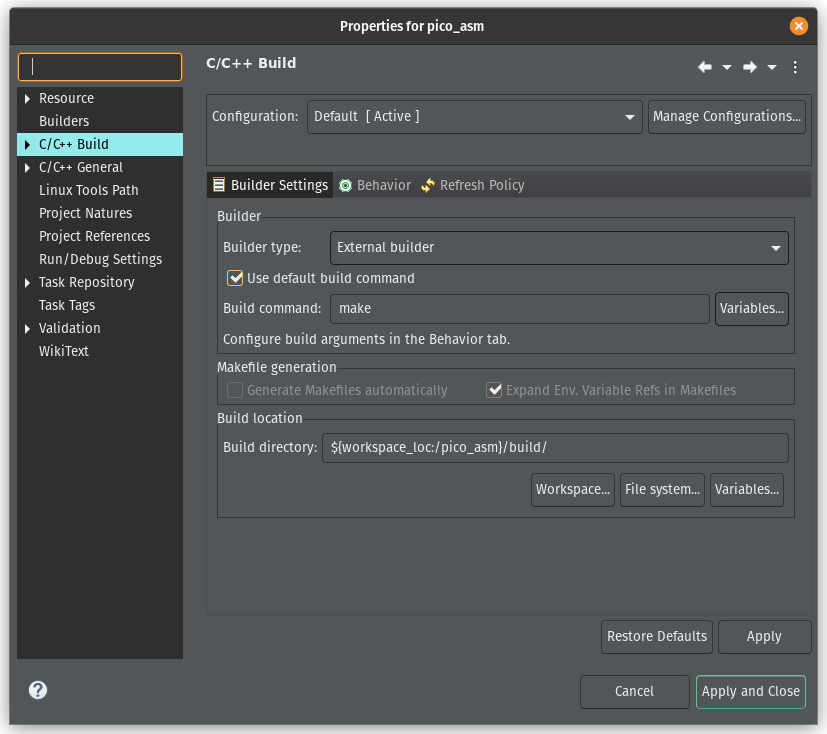 Properties for pico_asm
C/C++ Build
Resource
Builders
C/C++ Build
C/C++ General
Linux Tools Path
Project Natures
Project References
Run/Debug Settings
Task Repository
Task Tags
Validation
WikiText
Configuration: Default [ Active ] Manage Configurations...
Builder Settings Behavior Refresh Policy
Builder
Builder type: External builder
Use default build command
Build command: make Variables...
Configure build arguments in the Behavior tab.
Makefile generation
Generate Makefiles automatically Expand Env. Variable Refs in Makefiles
Build location
Build directory: ${workspace_loc:/pico_asm}/build/
Workspace... File system... Variables...
Restore Defaults Apply
? Cancel Apply and Close